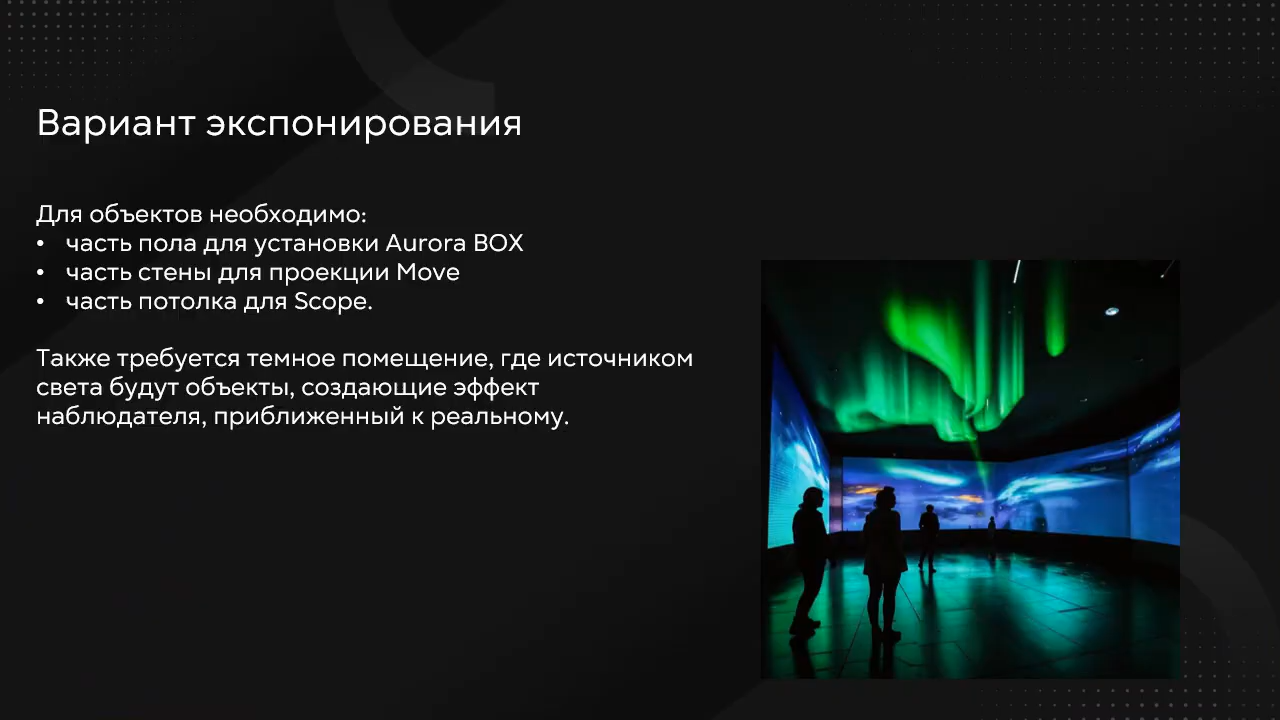 Вариант экспонирования
Для объектов необходимо:
• часть пола для установки Aurora BOX
• часть стены для проекции Move
• часть потолка для Scope.
Также требуется темное помещение, где источником
света будут объекты, создающие эффект
наблюдателя, приближенный к реальному.